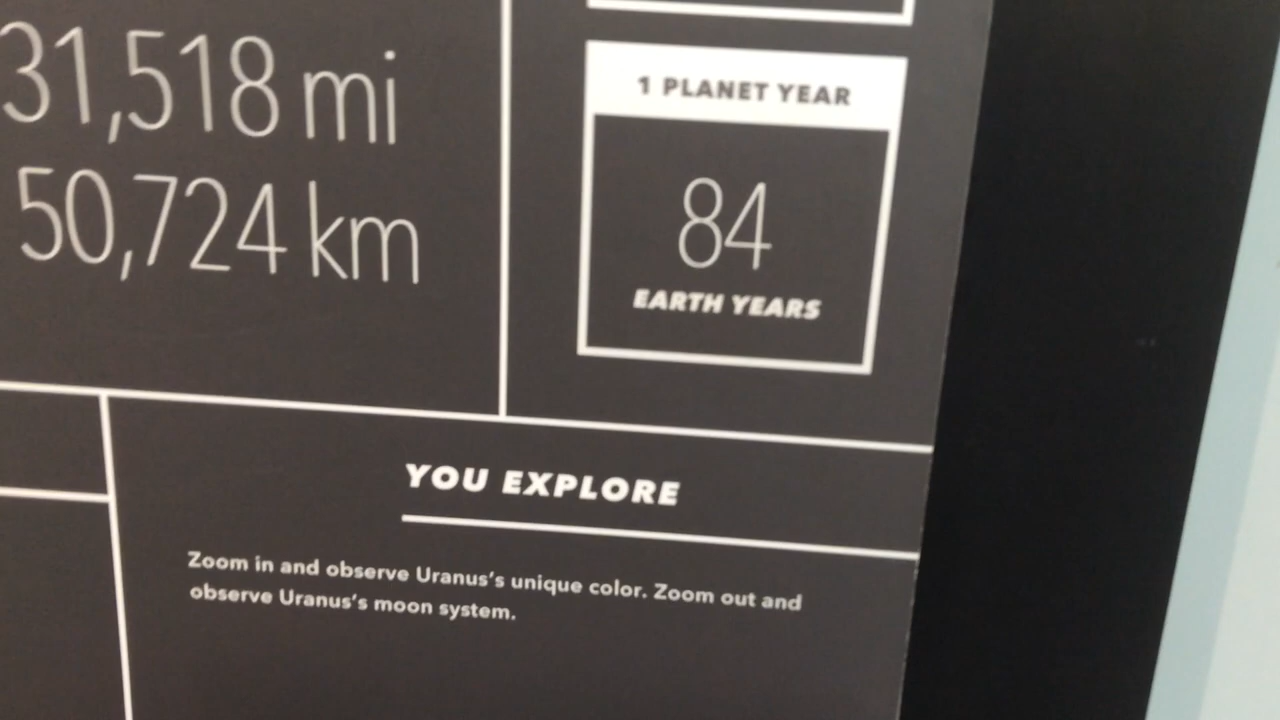 31,518 mi
50,724 km
1 PLANET YEAR
84
EARTH YEARS
YOU EXPLORE
Zoom in and observe Uranus's unique color. Zoom out and
observe Uranus's moon system.